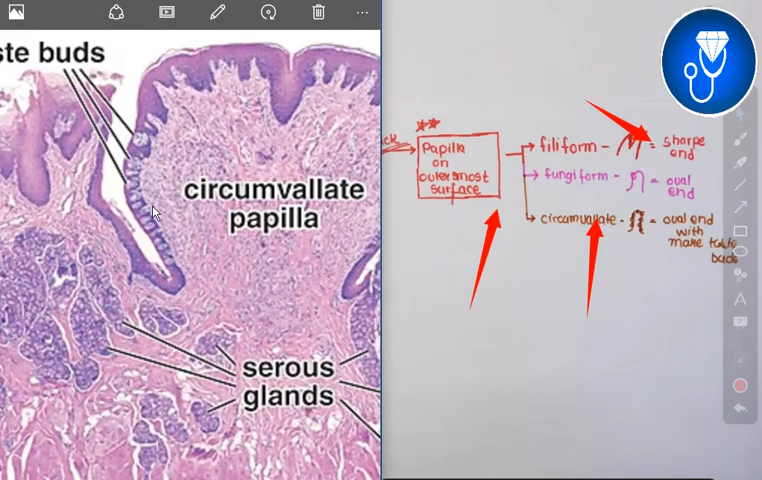 ste buds
circumvallate
papilla
serous
glands
Papilla
on
outermost
surface
filiform - = sharpe
end
fungiform - = oval
end
circumvallate - = oval end
with
more taste
buds